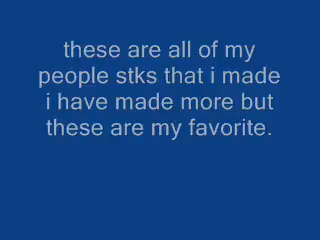 these are all of my
people stks that i made
i have made more but
these are my favorite.